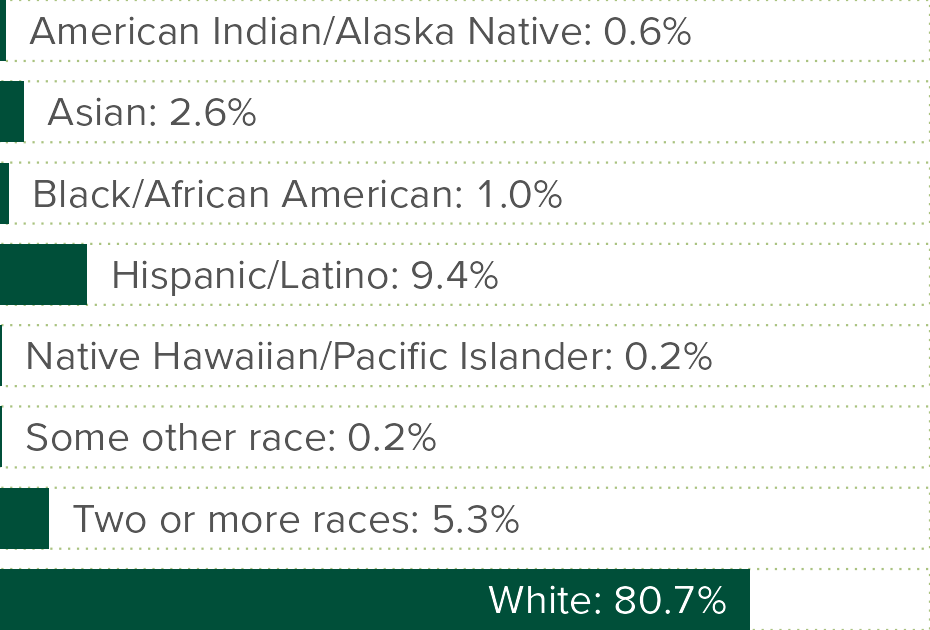 American Indian/Alaska Native: 0.6%
Asian: 2.6%
Black/African American: 1.0%
Hispanic/Latino: 9.4%
Native Hawaiian/Pacific Islander: 0.2%
Some other race: 0.2%
Two or more races: 5.3%
White: 80.7%